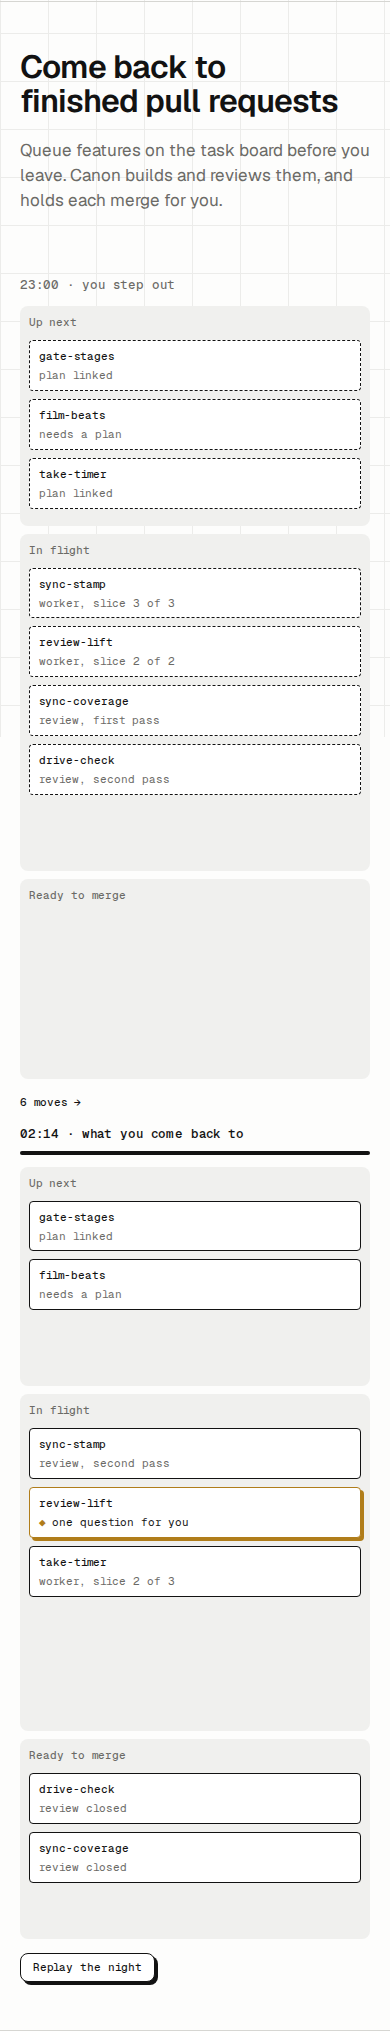 Come back to
finished pull requests
Queue features on the task board before you
leave. Canon builds and reviews them, and
holds each merge for you.
23:00 · you step out
Up next
gate-stages
plan linked
film-beats
needs a plan
take-timer
plan linked
In flight
sync-stamp
worker, slice 3 of 3
review-lift
worker, slice 2 of 2
sync-coverage
review, first pass
drive-check
review, second pass
Ready to merge
6 moves →
02:14 · what you come back to
Up next
gate-stages
plan linked
film-beats
needs a plan
In flight
sync-stamp
review, second pass
review-lift
◆ one question for you
take-timer
worker, slice 2 of 3
Ready to merge
drive-check
review closed
sync-coverage
review closed
Replay the night